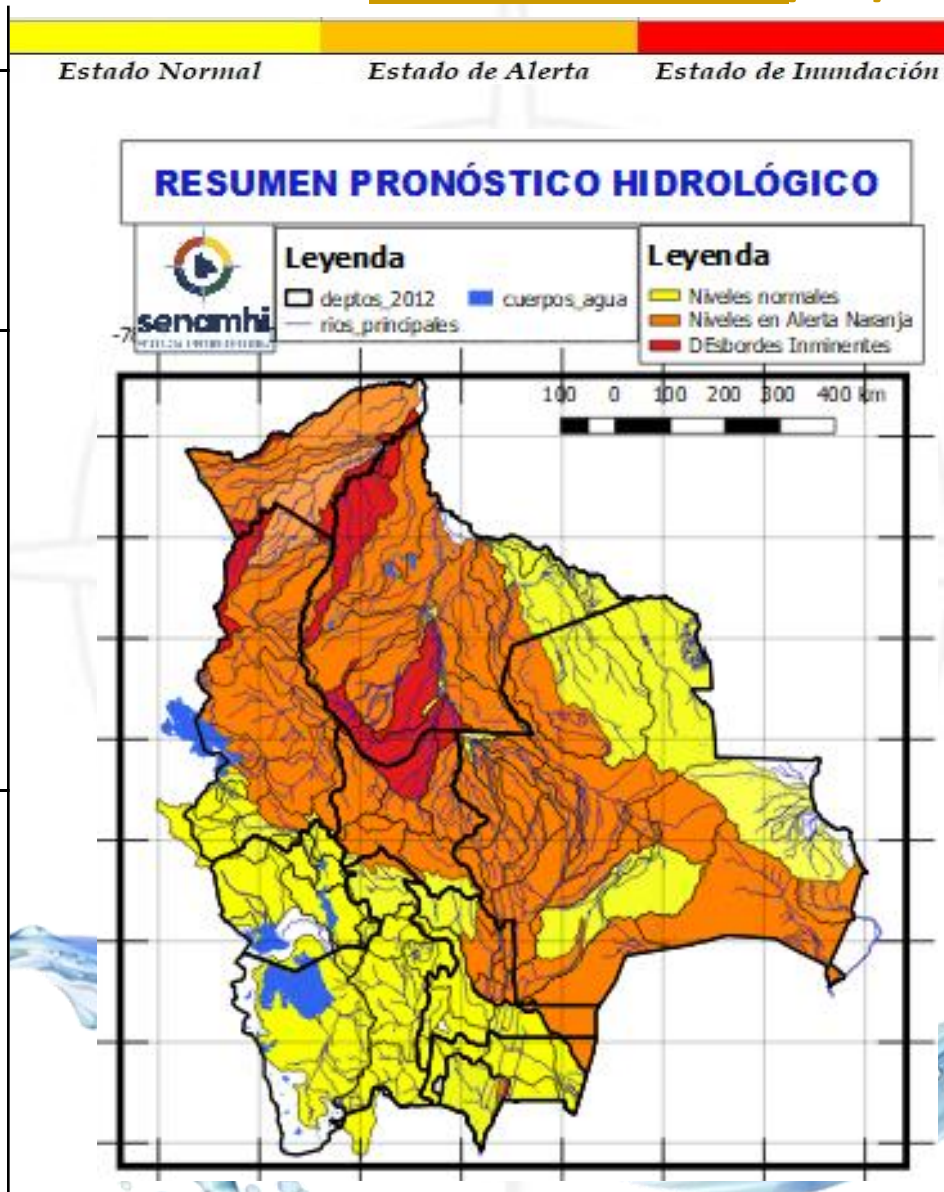 Estado Normal Estado de Alerta Estado de Inundación
RESUMEN PRONÓSTICO HIDROLÓGICO
senamhi
Leyenda
deptos_2012 cuerpos_agua
rios_principales
Leyenda
Niveles normales
Niveles en Alerta Naranja
DEsbordes Inminentes
100 0 100 200 300 400 km